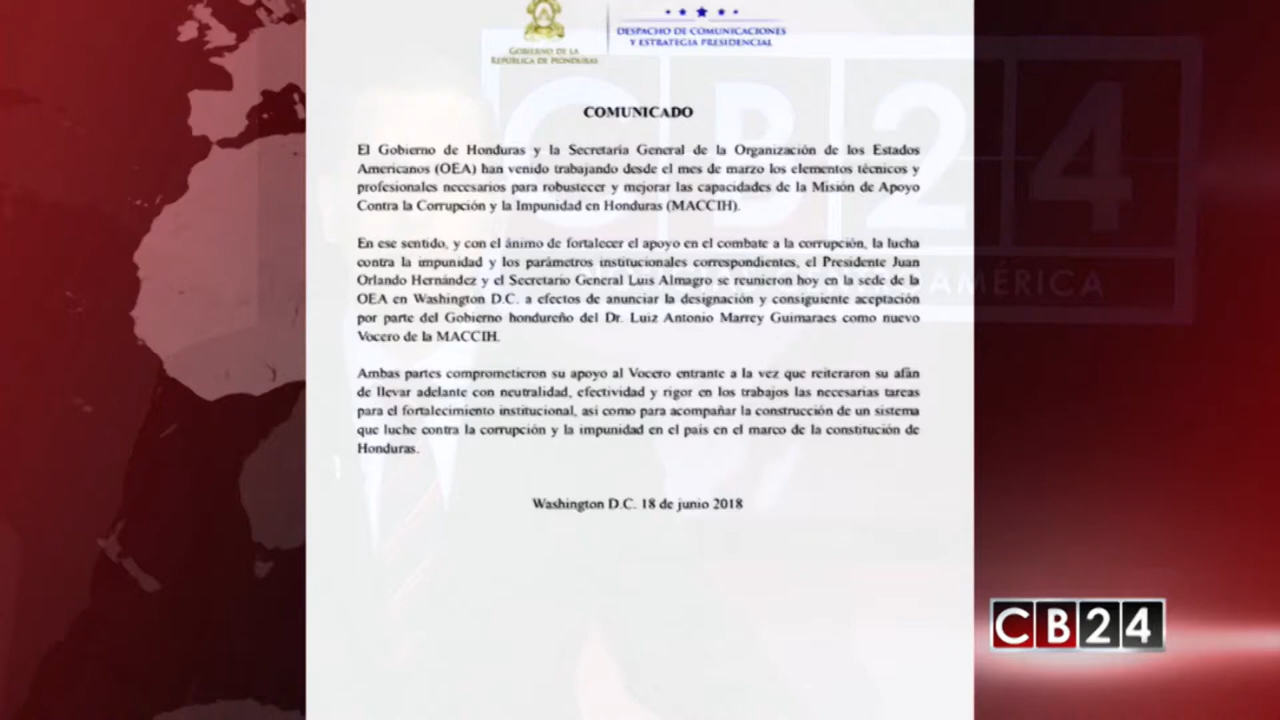 GOBIERNO DE LA
REPÚBLICA DE HONDURAS
DESPACHO DE COMUNICACIONES
Y ESTRATEGIA PRESIDENCIAL
CB24
AMÉRICA
COMUNICADO
El Gobierno de Honduras y la Secretaría General de la Organización de los Estados
Americanos (OEA) han venido trabajando desde el mes de marzo los elementos técnicos y
profesionales necesarios para robustecer y mejorar las capacidades de la Misión de Apoyo
Contra la Corrupción y la Impunidad en Honduras (MACCIH).
En ese sentido, y con el ánimo de fortalecer el apoyo en el combate a la corrupción, la lucha
contra la impunidad y los parámetros institucionales correspondientes, el Presidente Juan
Orlando Hernández y el Secretario General Luis Almagro se reunieron hoy en la sede de la
OEA en Washington D.C. a efectos de anunciar la designación y consiguiente aceptación
por parte del Gobierno hondureño del Dr. Luiz Antonio Marrey Guimaraes como nuevo
Vocero de la MACCIH.
Ambas partes comprometieron su apoyo al Vocero entrante a la vez que reiteraron su afán
de llevar adelante con neutralidad, efectividad y rigor en los trabajos las necesarias tareas
para el fortalecimiento institucional, así como para acompañar la construcción de un sistema
que luche contra la corrupción y la impunidad en el país en el marco de la constitución de
Honduras.
Washington D.C. 18 de junio 2018
CB24